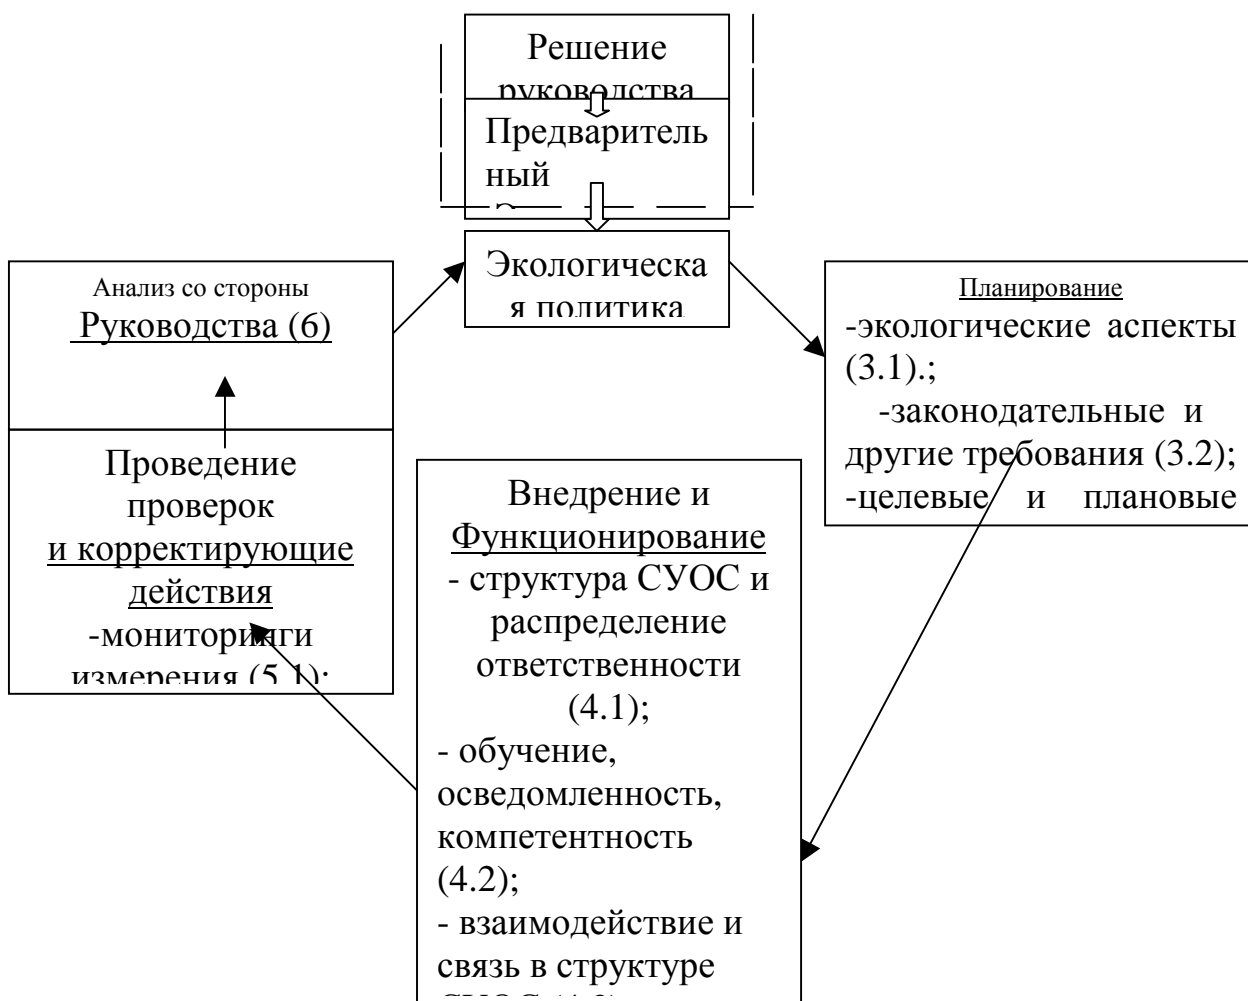 Решение
руководства
Предваритель
ный
Экологическа
я политика
Анализ со стороны
Руководства (6)
Планирование
-экологические аспекты
(3.1).;
-законодательные и
другие требования (3.2);
-целевые и плановые
Проведение
проверок
и корректирующие
действия
-мониторинги
измерения (5.1);
Внедрение и
Функционирование
- структура СУОС и
распределение
ответственности
(4.1);
- обучение,
осведомленность,
компетентность
(4.2);
- взаимодействие и
связь в структуре